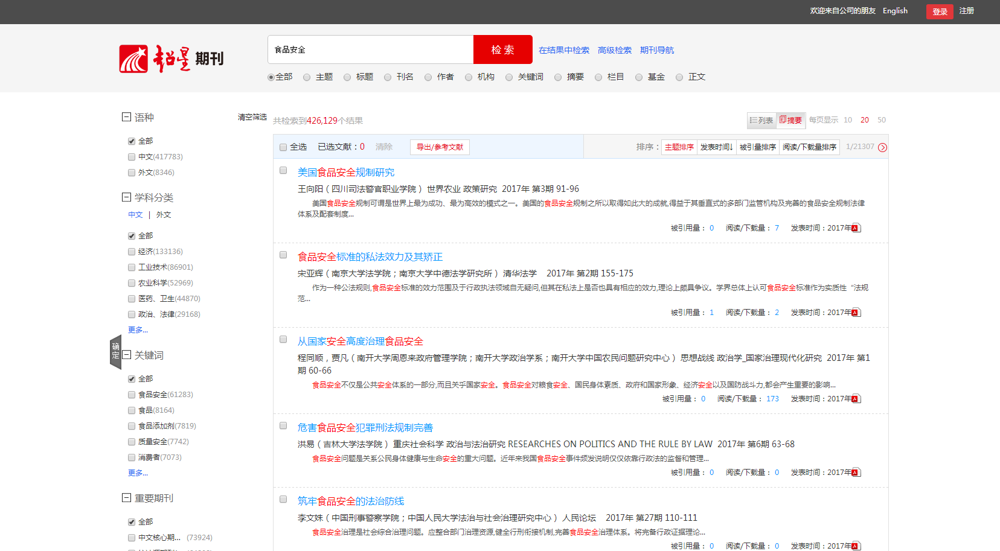 欢迎来自公司的朋友 English 登录 注册
超星 期刊
食品安全 检 索 在结果中检索 高级检索 期刊导航
全部 主题 标题 刊名 作者 机构 关键词 摘要 栏目 基金 正文
语种 清空筛选
全部
中文(417783)
外文(8346)
学科分类
中文 | 外文
全部
经济(133136)
工业技术(86901)
农业科学(52969)
医药、卫生(44870)
政治、法律(29168)
更多...
确定
关键词
全部
食品安全(61283)
食品(8164)
食品添加剂(7819)
质量安全(7742)
消费者(7073)
更多...
重要期刊
全部
中文核心期... (73924)
共检索到426,129个结果 列表 摘要 每页显示 10 20 50
全选 已选文献：0 清除 导出/参考文献 排序： 主题排序 发表时间↓ 被引量排序 阅读/下载量排序 1/21307
美国食品安全规制研究
王向阳（四川司法警官职业学院）世界农业 政策研究 2017年 第3期 91-96
美国食品安全规制可谓是世界上最为成功、最为高效的模式之一。美国的食品安全规制之所以取得如此大的成就,得益于其垂直式的多部门监管机构及完善的食品安全规制法律
体系及配套制度...
被引用量： 0 阅读/下载量： 7 发表时间：2017年
食品安全标准的私法效力及其矫正
宋亚辉（南京大学法学院；南京大学中德法学研究所）清华法学 2017年 第2期 155-175
作为一种公法规则,食品安全标准的效力范围及于行政执法领域自无疑问,但其在私法上是否也具有相应的效力,理论上颇具争议。学界总体上认可食品安全标准作为实质性“法规
范...
被引用量： 1 阅读/下载量： 2 发表时间：2017年
从国家安全高度治理食品安全
程同顺，贾凡（南开大学周恩来政府管理学院；南开大学政治学系；南开大学中国农民问题研究中心）思想战线 政治学_国家治理现代化研究 2017年 第1
期 60-66
食品安全不仅是公共安全体系的一部分,而且关乎国家安全。食品安全对粮食安全、国民身体素质、政府和国家形象、经济安全以及国防战斗力,都会产生重要的影响...
被引用量： 0 阅读/下载量： 173 发表时间：2017年
危害食品安全犯罪刑法规制完善
洪易（吉林大学法学院）重庆社会科学 政治与法治研究 RESEARCHES ON POLITICS AND THE RULE BY LAW 2017年 第6期 63-68
食品安全问题是关系公民身体健康与生命安全的重大问题。近年来我国食品安全事件频发说明仅仅依靠行政法的监督和管理...
被引用量： 0 阅读/下载量： 0 发表时间：2017年
筑牢食品安全的法治防线
李文姝（中国刑事警察学院；中国人民大学法治与社会治理研究中心）人民论坛 2017年 第27期 110-111
食品安全治理是社会综合治理问题。应整合部门治理资源,健全行刑衔接机制,完善食品安全治理体系。将完备行政证据理论...
被引用量： 0 阅读/下载量： 0 发表时间：2017年